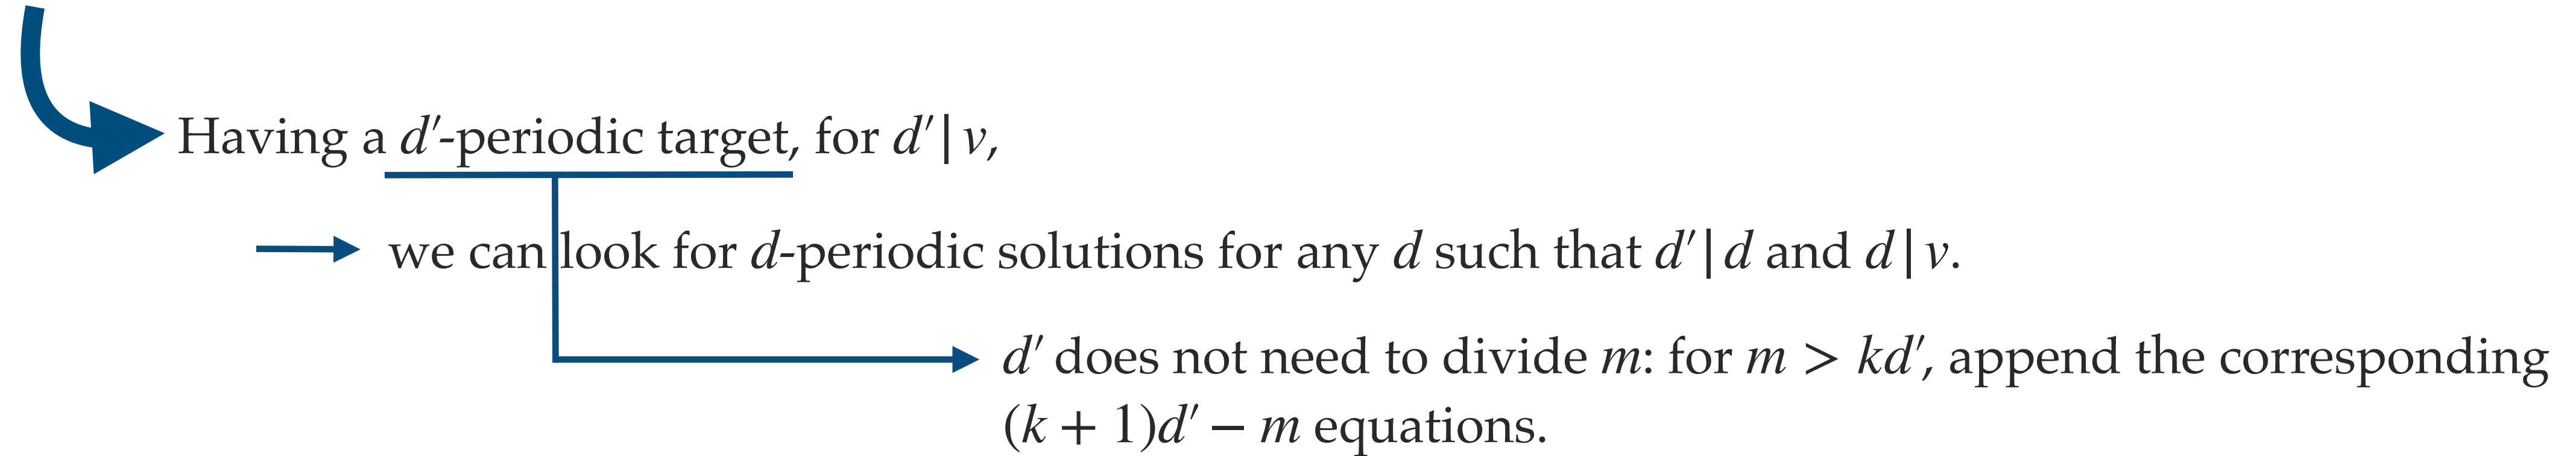 Having a d′-periodic target, for d′ | v,
we can look for d-periodic solutions for any d such that d′ | d and d | v.
d′ does not need to divide m: for m > kd′, append the corresponding
(k + 1)d′ − m equations.